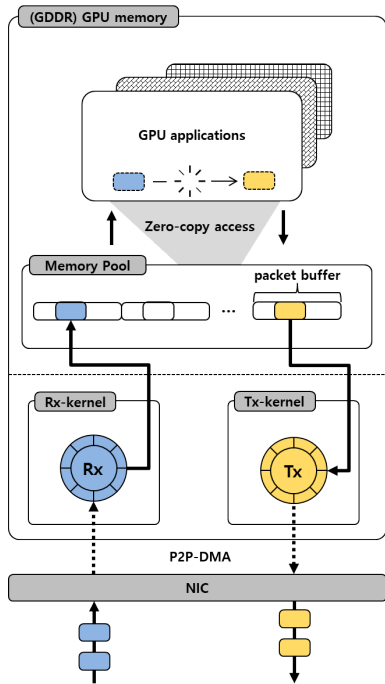 (GDDR) GPU memory
GPU applications
Zero-copy access
Memory Pool
packet buffer
...
Rx-kernel
Tx-kernel
Rx
Tx
P2P-DMA
NIC